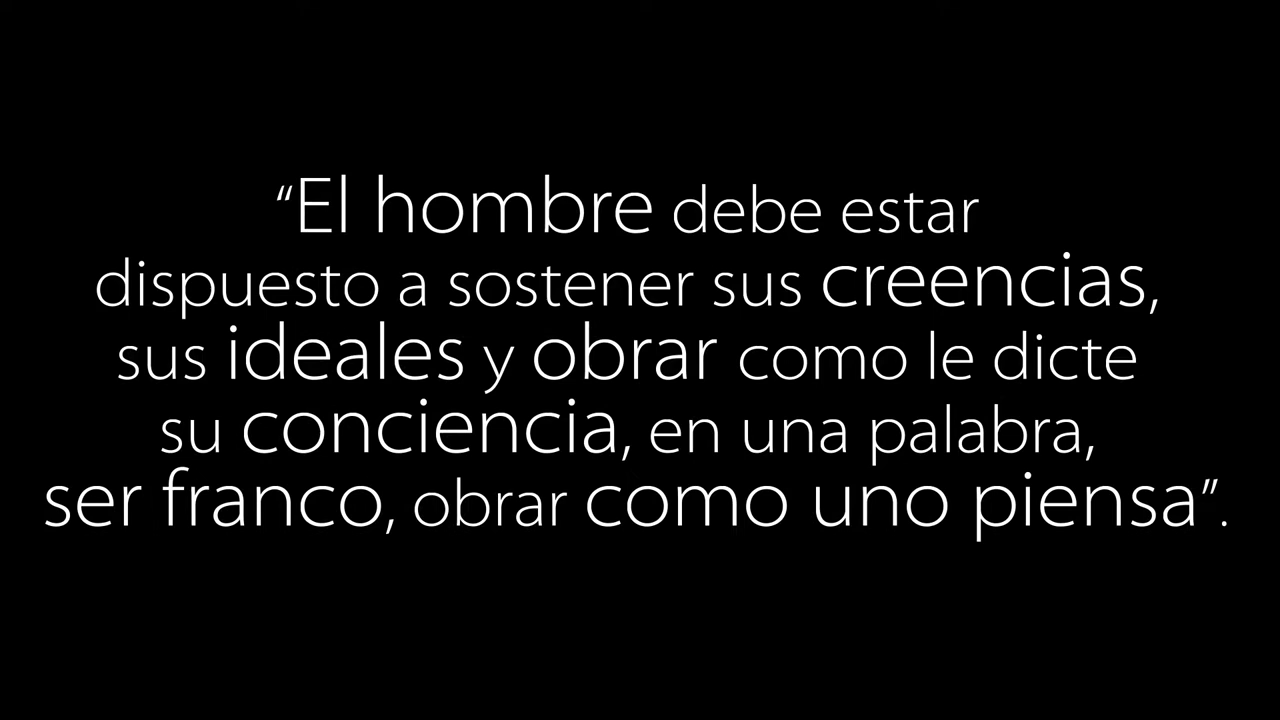 “El hombre debe estar
dispuesto a sostener sus creencias,
sus ideales y obrar como le dicte
su conciencia, en una palabra,
ser franco, obrar como uno piensa”.